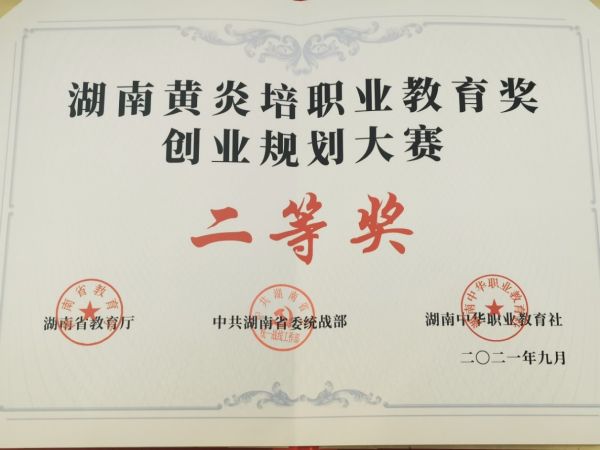 湖南黄炎培职业教育奖
创业规划大赛
二等奖
湖南省教育厅
中共湖南省委统战部
湖南中华职业教育社
二〇二一年九月